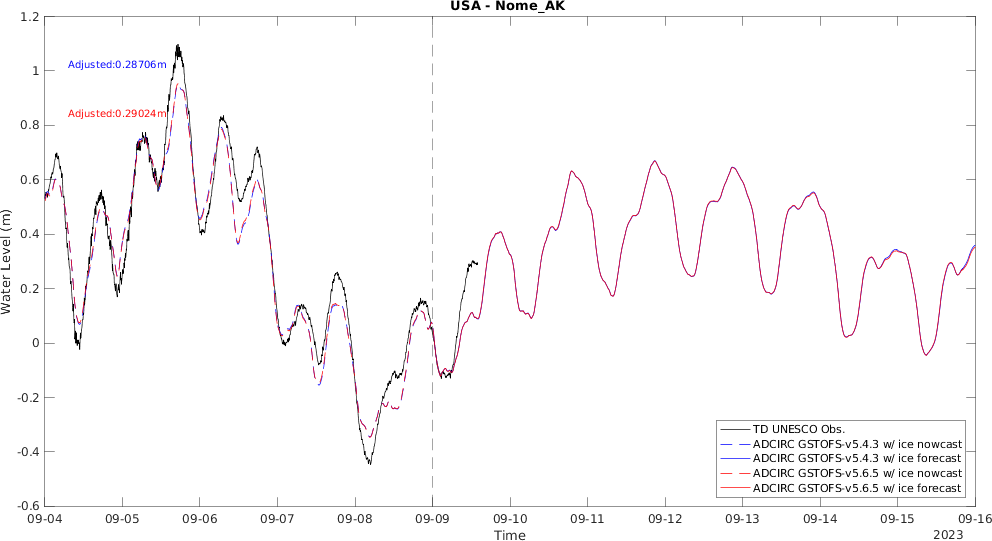 USA - Nome_AK
1.2
1
0.8
0.6
0.4
0.2
0
-0.2
-0.4
-0.6
Water Level (m)
Adjusted:0.28706m
Adjusted:0.29024m
TD UNESCO Obs.
ADCIRC GSTOFS-v5.4.3 w/ ice nowcast
ADCIRC GSTOFS-v5.4.3 w/ ice forecast
ADCIRC GSTOFS-v5.6.5 w/ ice nowcast
ADCIRC GSTOFS-v5.6.5 w/ ice forecast
09-04 09-05 09-06 09-07 09-08 09-09 09-10 09-11 09-12 09-13 09-14 09-15 09-16
Time
2023